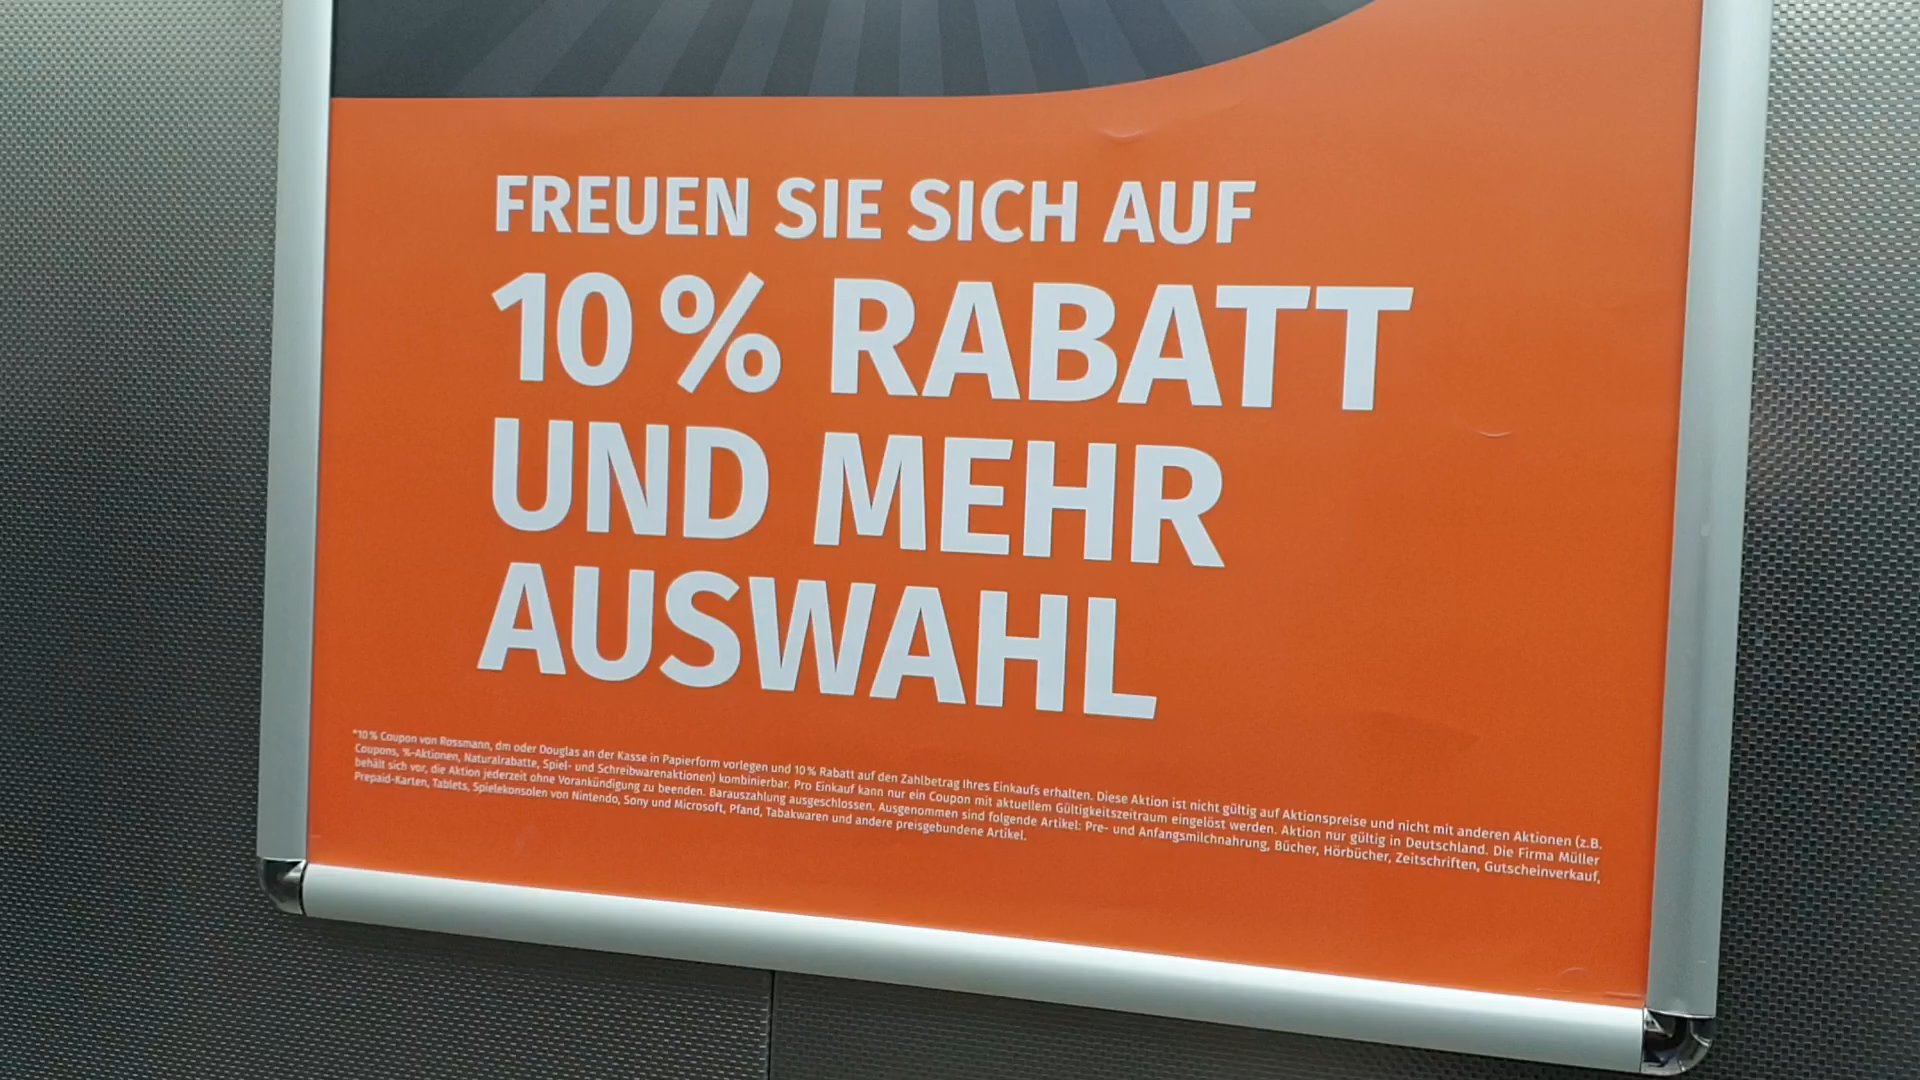 FREUEN SIE SICH AUF
10 % RABATT
UND MEHR
AUSWAHL
*10 % Coupon von Rossmann, dm oder Douglas an der Kasse in Papierform vorlegen und 10 % Rabatt auf den Zahlbetrag Ihres Einkaufs erhalten. Diese Aktion ist nicht gültig auf Aktionspreise und nicht mit anderen Aktionen (z.B.
Coupons, %-Aktionen, Naturalrabatte, Spiel- und Schreibwarenaktionen) kombinierbar. Pro Einkauf kann nur ein Coupon mit aktuellem Gültigkeitszeitraum eingelöst werden. Aktion nur gültig in Deutschland. Die Firma Müller
behält sich vor, die Aktion jederzeit ohne Vorankündigung zu beenden. Barauszahlung ausgeschlossen. Ausgenommen sind folgende Artikel: Pre- und Anfangsmilchnahrung, Bücher, Hörbücher, Zeitschriften, Gutscheinverkauf,
Prepaid-Karten, Tablets, Spielekonsolen von Nintendo, Sony und Microsoft, Pfand, Tabakwaren und andere preisgebundene Artikel.